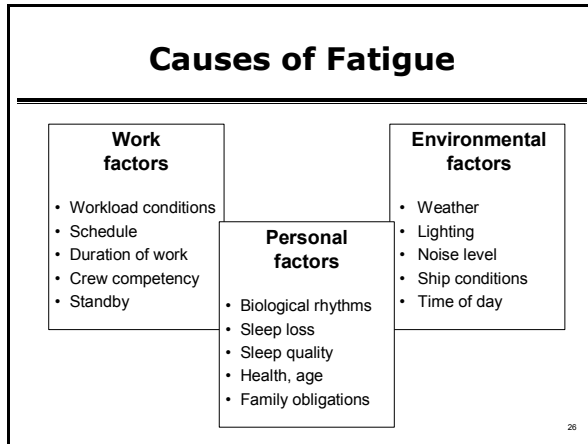 Causes of Fatigue
Work
factors
• Workload conditions
• Schedule
• Duration of work
• Crew competency
• Standby
Personal
factors
• Biological rhythms
• Sleep loss
• Sleep quality
• Health, age
• Family obligations
Environmental
factors
• Weather
• Lighting
• Noise level
• Ship conditions
• Time of day
26